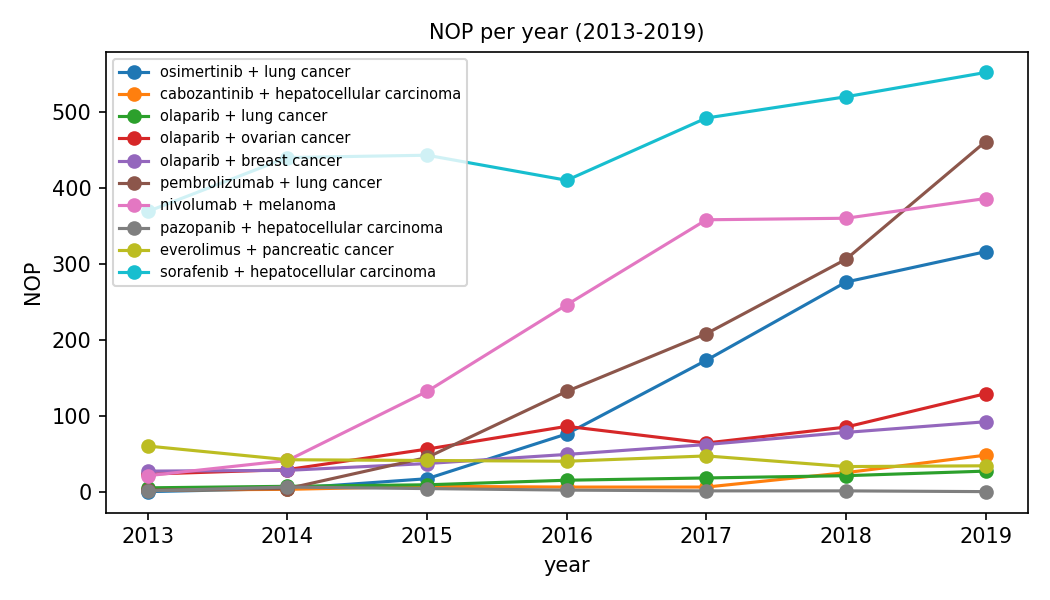 NOP per year (2013-2019)
osimertinib + lung cancer
cabozantinib + hepatocellular carcinoma
olaparib + lung cancer
olaparib + ovarian cancer
olaparib + breast cancer
pembrolizumab + lung cancer
nivolumab + melanoma
pazopanib + hepatocellular carcinoma
everolimus + pancreatic cancer
sorafenib + hepatocellular carcinoma
500
400
300
200
100
0
NOP
2013 2014 2015 2016 2017 2018 2019
year